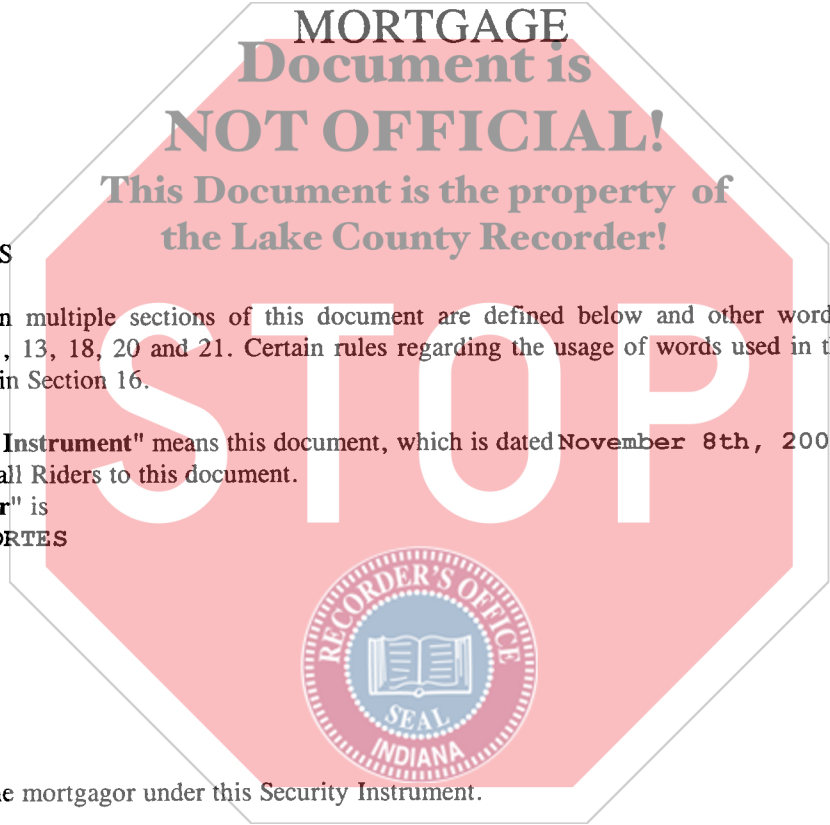 MORTGAGE
Document is
NOT OFFICIAL!
This Document is the property of
the Lake County Recorder!
S
n multiple sections of this document are defined below and other word
, 13, 18, 20 and 21. Certain rules regarding the usage of words used in t
in Section 16.
Instrument" means this document, which is dated November 8th, 200
all Riders to this document.
r" is
ORTES
STOP
RECORDER'S OFFICE
SEAL
INDIANA
e mortgagor under this Security Instrument.